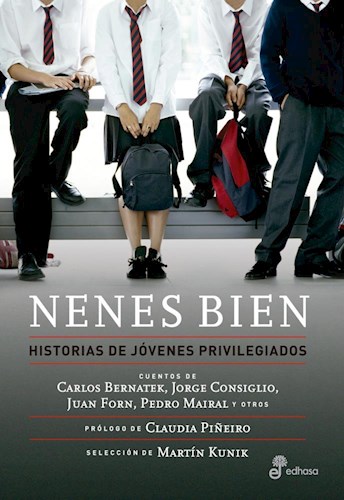 NENES BIEN
HISTORIAS DE JÓVENES PRIVILEGIADOS
CUENTOS DE
CARLOS BERNATEK, JORGE CONSIGLIO,
JUAN FORN, PEDRO MAIRAL Y OTROS
PRÓLOGO DE CLAUDIA PIÑEIRO
SELECCIÓN DE MARTÍN KUNIK
edhasa